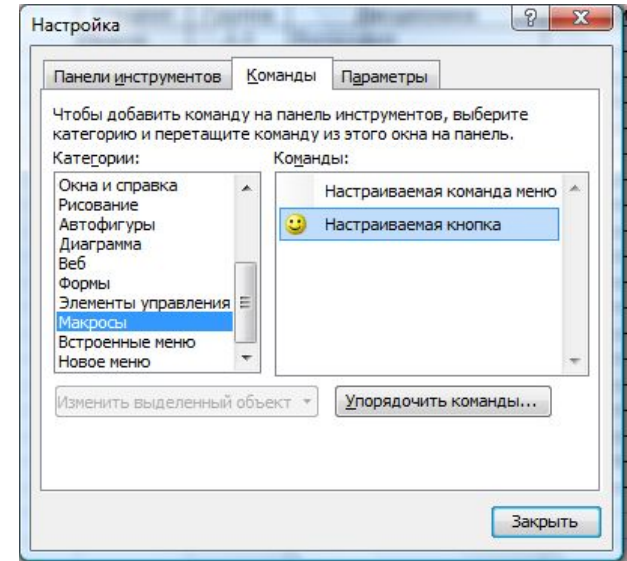 Настройка
Панели инструментов Команды Параметры
Чтобы добавить команду на панель инструментов, выберите
категорию и перетащите команду из этого окна на панель.
Категории: Команды:
Окна и справка
Рисование
Автофигуры
Диаграмма
Веб
Формы
Элементы управления
Макросы
Встроенные меню
Новое меню
Настраиваемая команда меню
Настраиваемая кнопка
Изменить выделенный объект Упорядочить команды...
Закрыть